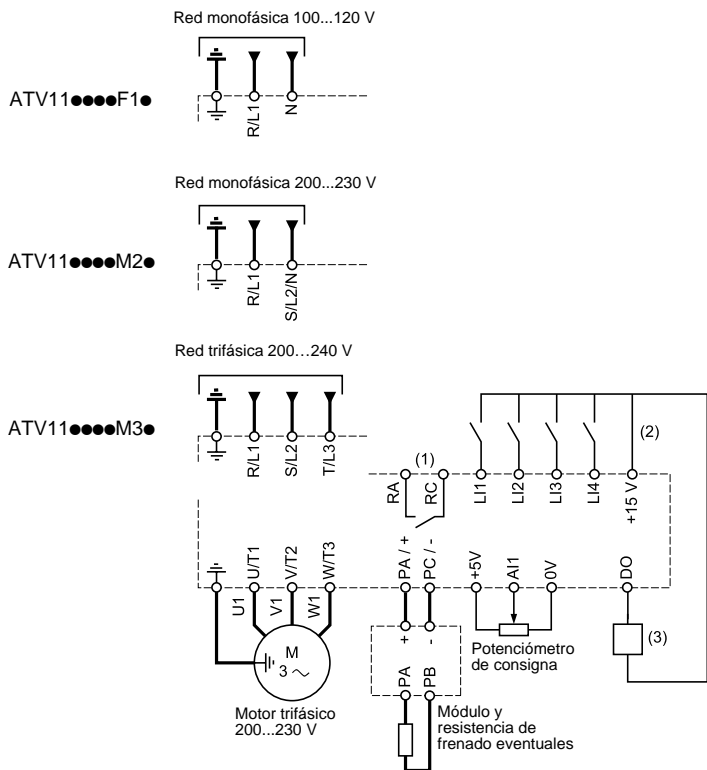 Red monofásica 100...120 V
ATV11●●●●F1●
R/L1
N
Red monofásica 200...230 V
ATV11●●●●M2●
R/L1
S/L2/N
Red trifásica 200...240 V
ATV11●●●●M3●
R/L1
S/L2
T/L3
(1)
(2)
RA
RC
LI1
LI2
LI3
LI4
+15 V
U/T1
V/T2
W/T3
PA / +
PC / -
+5V
AI1
0V
DO
U1
V1
W1
M
3 ~
+
-
PA
PB
(3)
Potenciómetro
de consigna
Motor trifásico
200...230 V
Módulo y
resistencia de
frenado eventuales